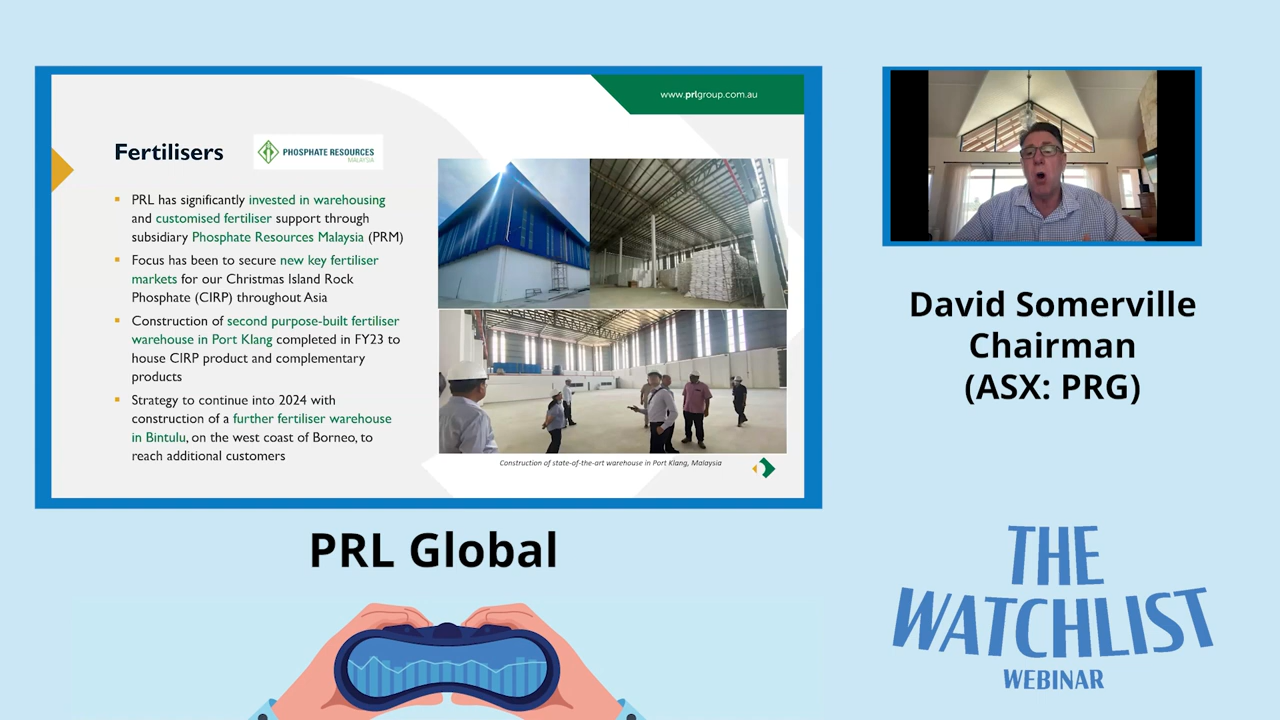 www.prlgroup.com.au
Fertilisers
PHOSPHATE RESOURCES
MALAYSIA
PRL has significantly invested in warehousing
and customised fertiliser support through
subsidiary Phosphate Resources Malaysia (PRM)
Focus has been to secure new key fertiliser
markets for our Christmas Island Rock
Phosphate (CIRP) throughout Asia
Construction of second purpose-built fertiliser
warehouse in Port Klang completed in FY23 to
house CIRP product and complementary
products
Strategy to continue into 2024 with
construction of a further fertiliser warehouse
in Bintulu, on the west coast of Borneo, to
reach additional customers
Construction of state-of-the-art warehouse in Port Klang, Malaysia
David Somerville
Chairman
(ASX: PRG)
PRL Global
THE
WATCHLIST
WEBINAR